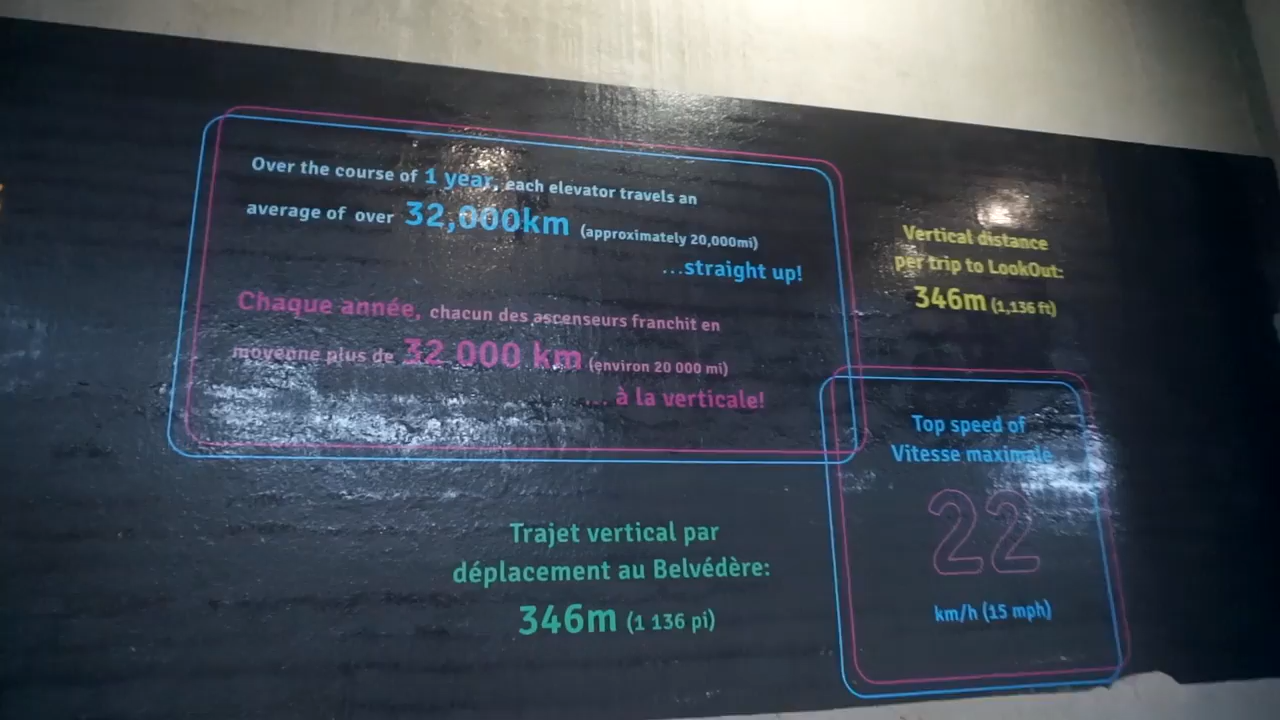 Over the course of 1 year, each elevator travels an
average of over 32,000km (approximately 20,000mi)
...straight up!
Chaque année, chacun des ascenseurs franchit en
moyenne plus de 32 000 km (environ 20 000 mi)
... à la verticale!
Vertical distance
per trip to LookOut:
346m (1,136 ft)
Trajet vertical par
déplacement au Belvédère:
346m (1 136 pi)
Top speed of
Vitesse maximale
22
km/h (15 mph)